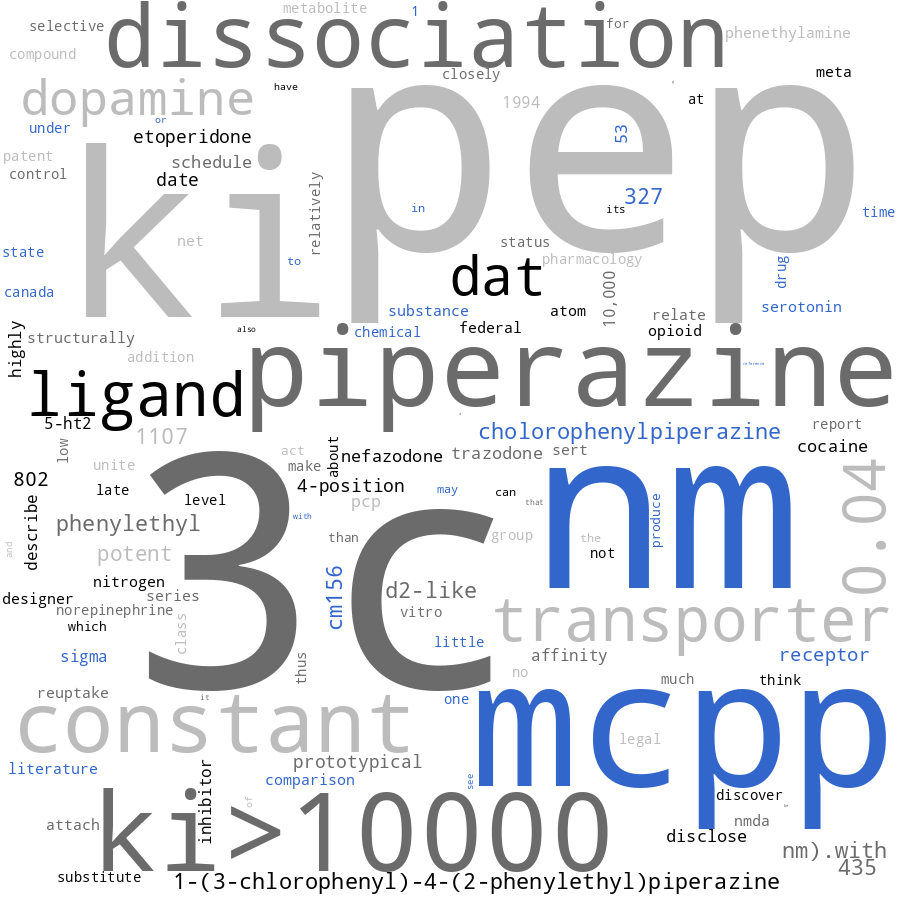 metabolite
1
selective
dissociation
for
phenethylamine
compound
closely
meta
dopamine
have
1994
at
under
or
etoperidone
53
patent
schedule
control
date
ki
pep
relatively
327
in
its
time
net
status
state
to
pharmacology
dat
drug
canada
10,000
substance
atom
relate
serotonin
highly
also
chemical
federal
opioid
structurally
piperazine
addition
reference
ligand
5-ht2
1107
cholorophenylpiperazine
report
low
act
about
nefazodone
trazodone
sert
cocaine
unite
make
802
late
4-position
may
can
nm
0.04
level
pcp
that
describe
3c
with
produce
phenylethyl
than
group
the
not
and
potent
nitrogen
cm156
d2-like
designer
series
norepinephrine
vitro
transporter
which
class
little
sigma
thus
affinity
receptor
no
reuptake
it
one
mcpp
much
think
constant
legal
literature
prototypical
comparison
see
inhibitor
of
ki>10000
discover
attach
nmda
disclose
nm).with
435
substitute
1-(3-chlorophenyl)-4-(2-phenylethyl)piperazine